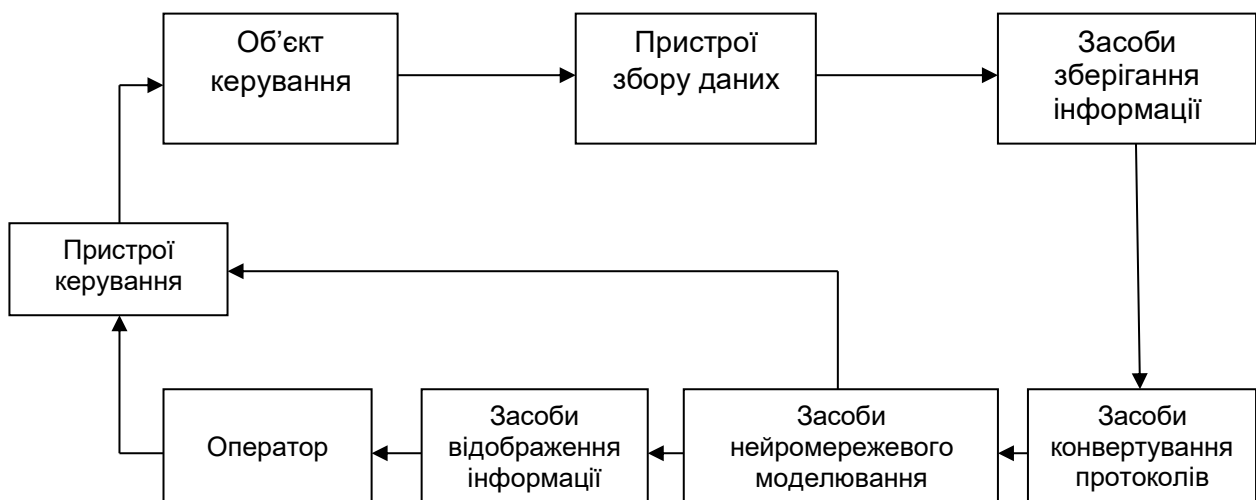 Об’єкт
керування
Пристрої
збору даних
Засоби
зберігання
інформації
Пристрої
керування
Оператор
Засоби
відображення
інформації
Засоби
нейромережевого
моделювання
Засоби
конвертування
протоколів